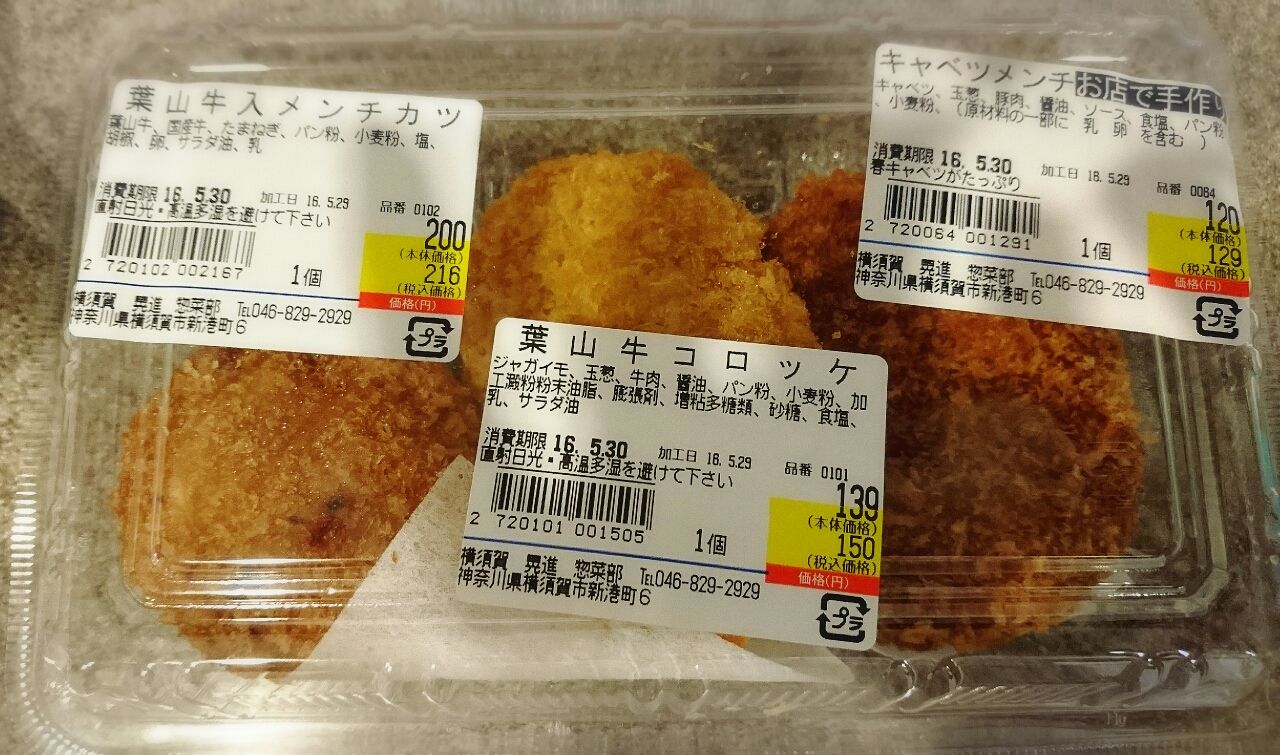 葉山牛入メンチカツ
葉山牛、国産牛、たまねぎ、パン粉、小麦粉、塩、
胡椒、卵、サラダ油、乳
消費期限 16. 5.30 加工日 16. 5.29
直射日光・高温多湿を避けて下さい
品番 0102
200
(本体価格)
216
(税込価格)
価格(円)
2 720102 002167
1個
横須賀 晃進 惣菜部 TEL046-829-2929
神奈川県横須賀市新港町6
プラ
キャベツメンチお店で手作り
キャベツ、玉葱、豚肉、醤油、ソース、食塩、パン粉
、小麦粉、(原材料の一部に 乳 卵 を含む )
消費期限 16. 5.30 加工日 16. 5.29
春キャベツがたっぷり
品番 0064
120
(本体価格)
129
(税込価格)
価格(円)
2 720064 001291
1個
横須賀 晃進 惣菜部 TEL046-829-2929
神奈川県横須賀市新港町6
プラ
葉山牛コロッケ
ジャガイモ、玉葱、牛肉、醤油、パン粉、小麦粉、加
工澱粉粉末油脂、膨張剤、増粘多糖類、砂糖、食塩、
乳、サラダ油
消費期限 16. 5.30 加工日 16. 5.29
直射日光・高温多湿を避けて下さい
品番 0101
139
(本体価格)
150
(税込価格)
価格(円)
2 720101 001505
1個
横須賀 晃進 惣菜部 TEL046-829-2929
神奈川県横須賀市新港町6
プラ